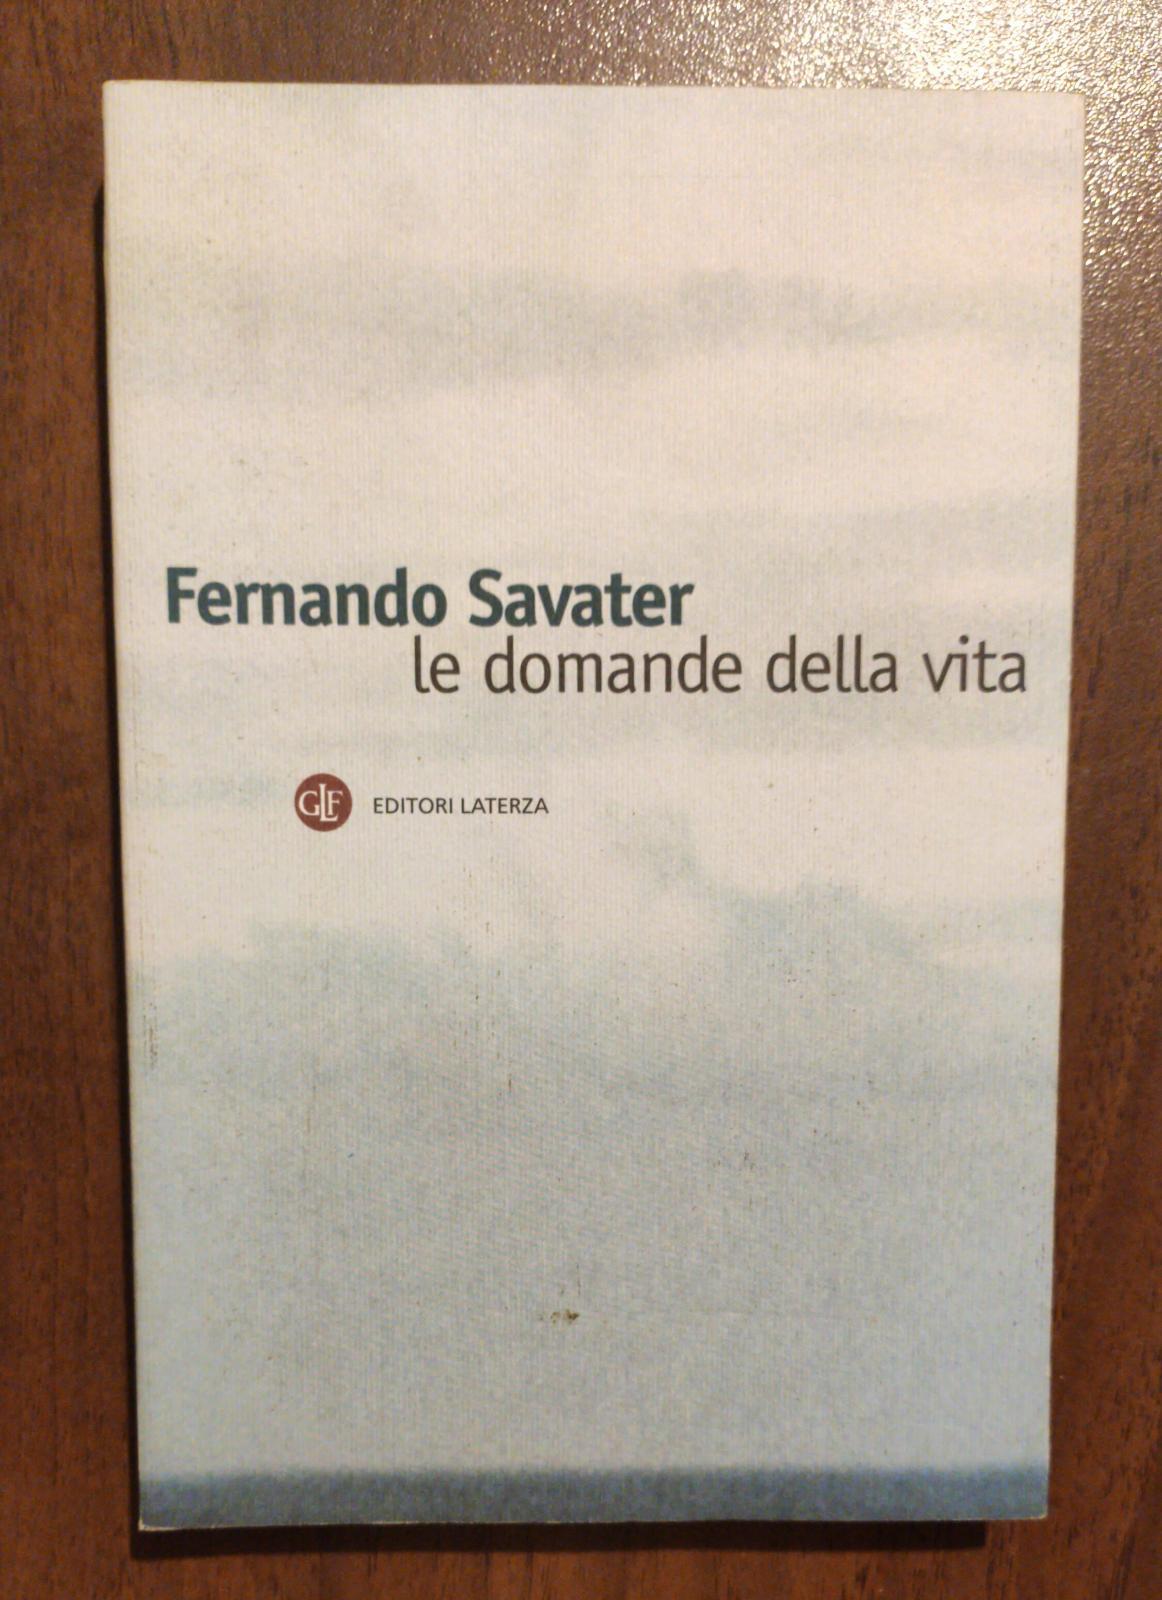 Fernando Savater
le domande della vita
GLF EDITORI LATERZA